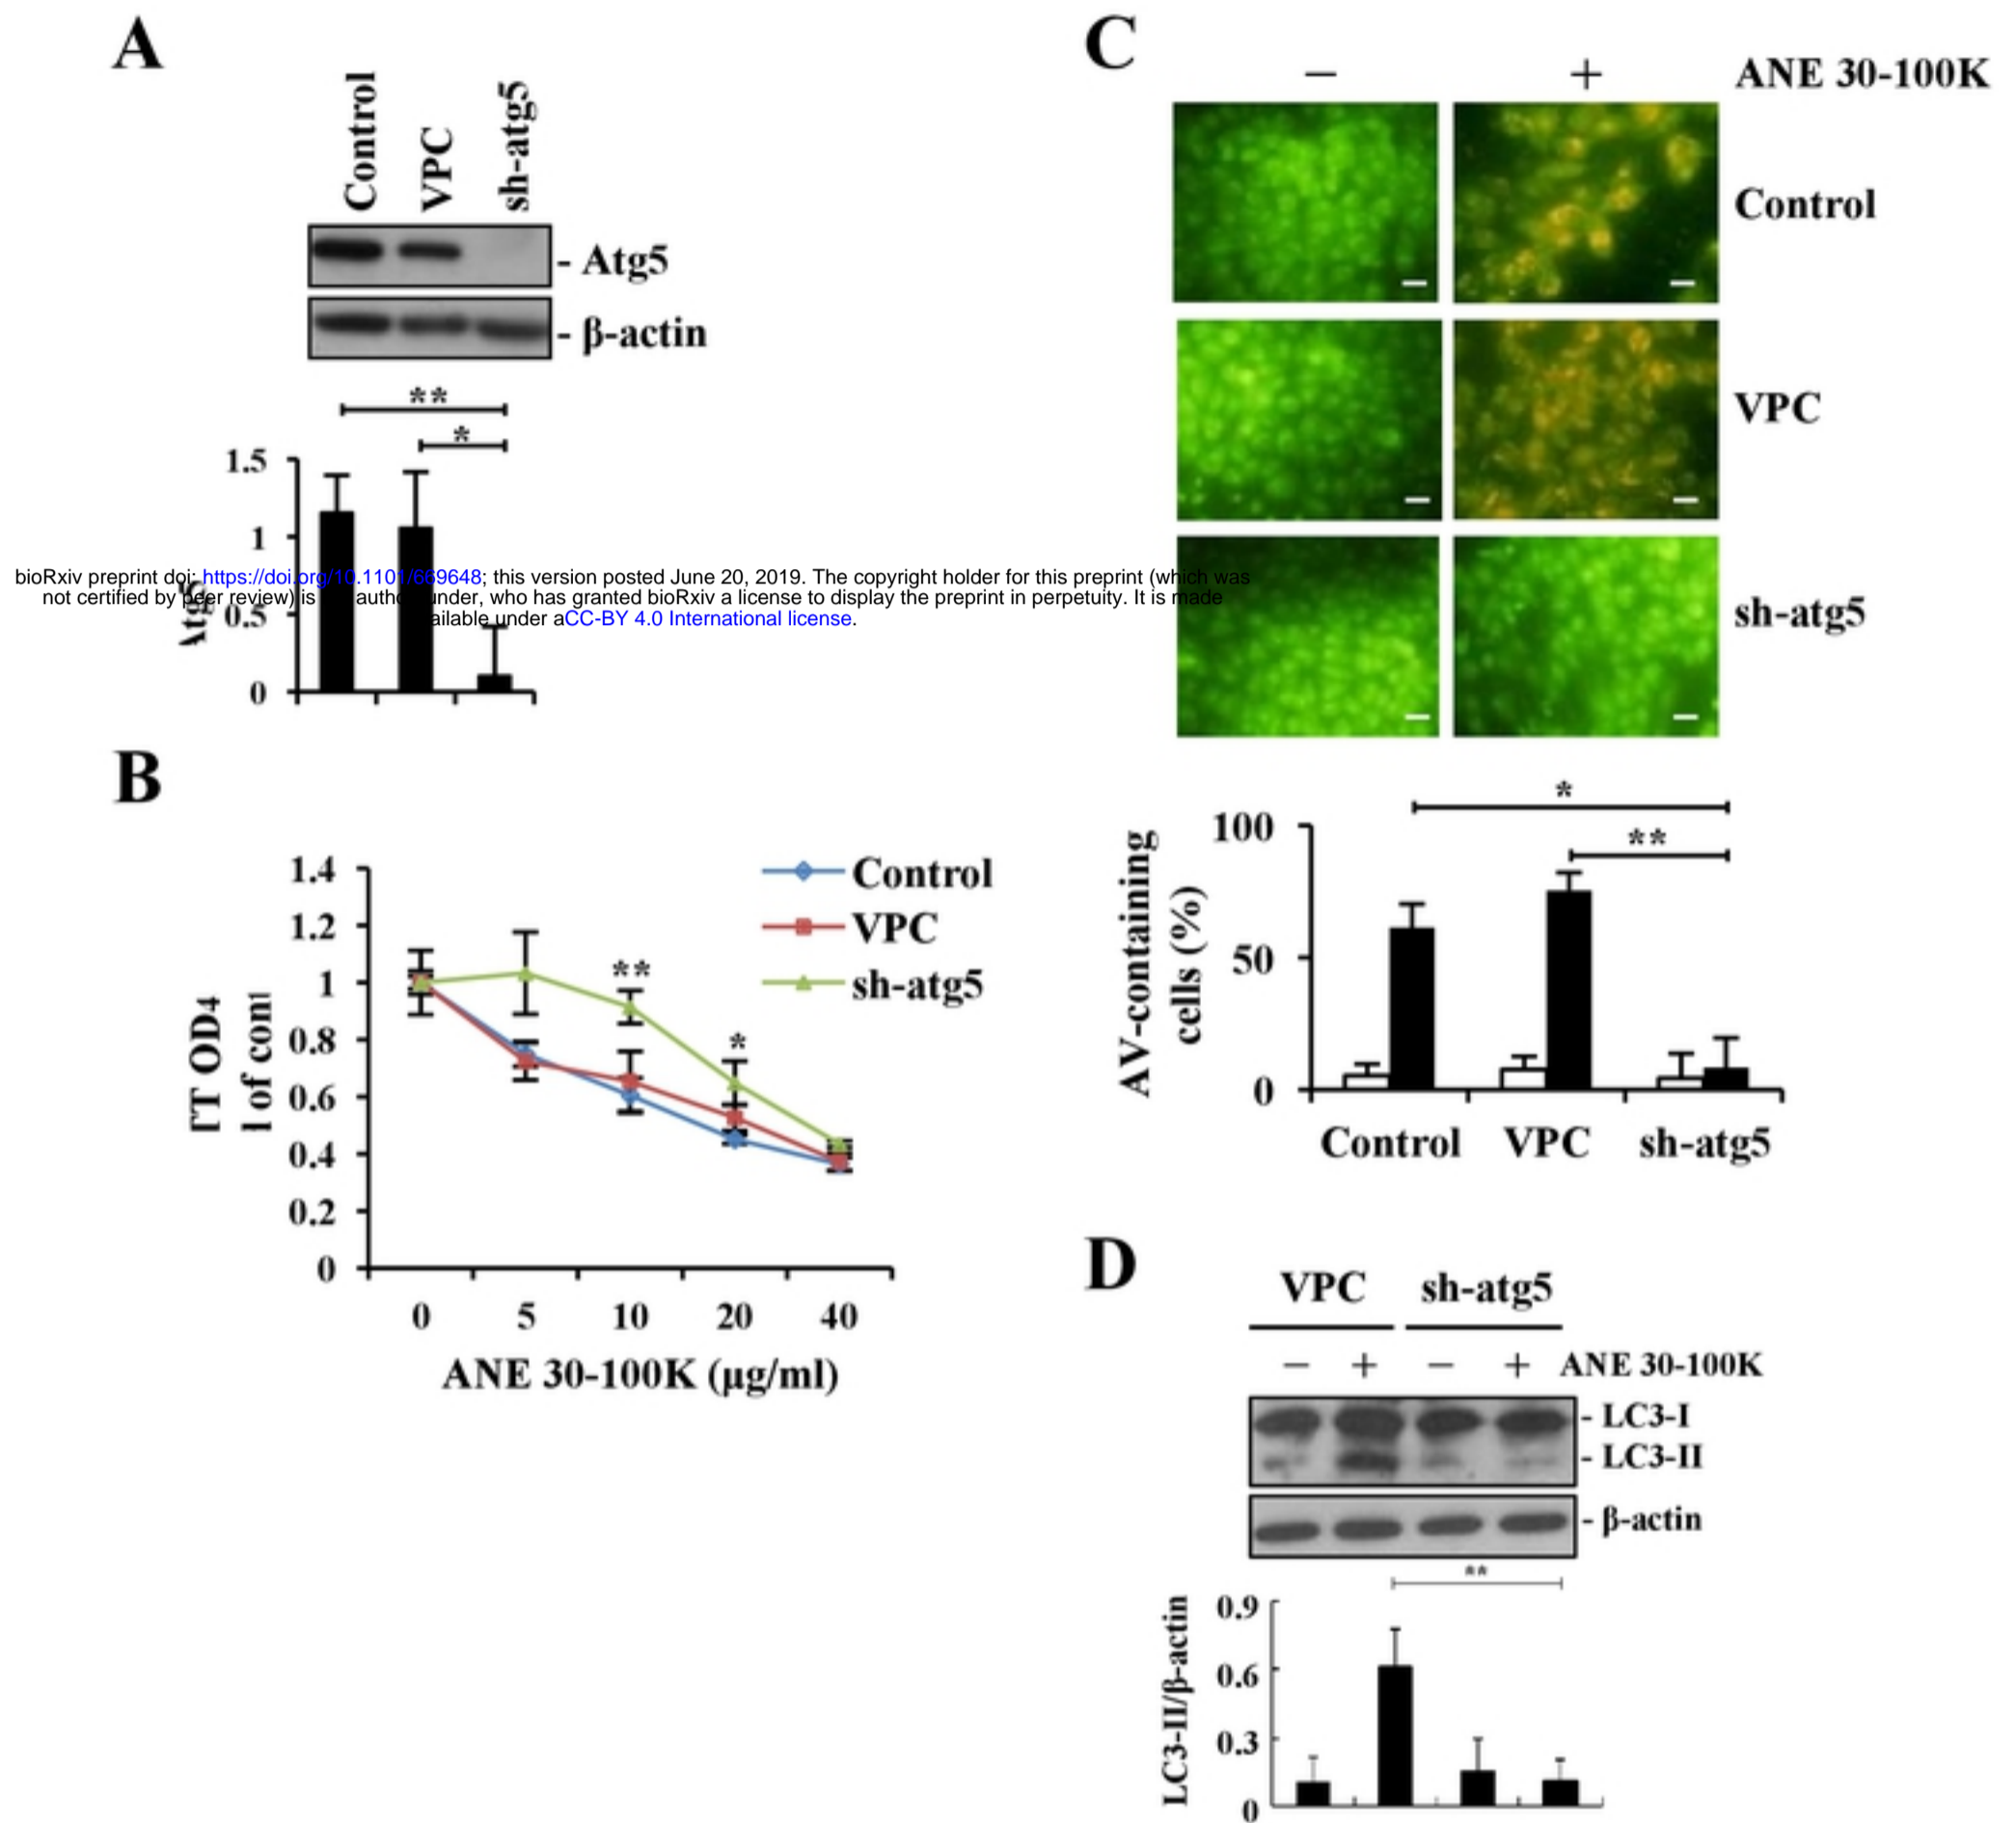 A
Control
VPC
sh-atg5
- Atg5
- β-actin
**
*
1.5
1
0.5
0
bioRxiv preprint doi: https://doi.org/10.1101/669648; this version posted June 20, 2019. The copyright holder for this preprint (which was
not certified by peer review) is under, who has granted bioRxiv a license to display the preprint in perpetuity. It is made
under aCC-BY 4.0 International license.
B
1.4
1.2
1
0.8
0.6
0.4
0.2
0
of
Control
VPC
sh-atg5
**
*
0 5 10 20 40
ANE 30-100K (μg/ml)
C
− + ANE 30-100K
Control
VPC
sh-atg5
*
**
AV-containing
cells (%)
100
50
0
Control VPC sh-atg5
D
VPC sh-atg5
− + − + ANE 30-100K
- LC3-I
- LC3-II
- β-actin
**
LC3-II/β-actin
0.9
0.6
0.3
0